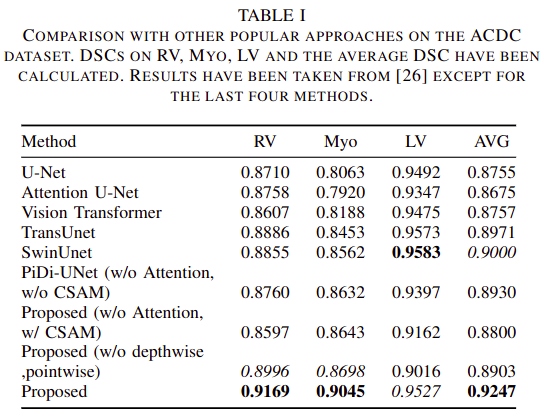 TABLE I
COMPARISON WITH OTHER POPULAR APPROACHES ON THE ACDC
DATASET. DSCS ON RV, MYO, LV AND THE AVERAGE DSC HAVE BEEN
CALCULATED. RESULTS HAVE BEEN TAKEN FROM [26] EXCEPT FOR
THE LAST FOUR METHODS.
Method RV Myo LV AVG
U-Net 0.8710 0.8063 0.9492 0.8755
Attention U-Net 0.8758 0.7920 0.9347 0.8675
Vision Transformer 0.8607 0.8188 0.9475 0.8757
TransUnet 0.8886 0.8453 0.9573 0.8971
SwinUnet 0.8855 0.8562 0.9583 0.9000
PiDi-UNet (w/o Attention,
w/o CSAM) 0.8760 0.8632 0.9397 0.8930
Proposed (w/o Attention,
w/ CSAM) 0.8597 0.8643 0.9162 0.8800
Proposed (w/o depthwise
,pointwise) 0.8996 0.8698 0.9016 0.8903
Proposed 0.9169 0.9045 0.9527 0.9247